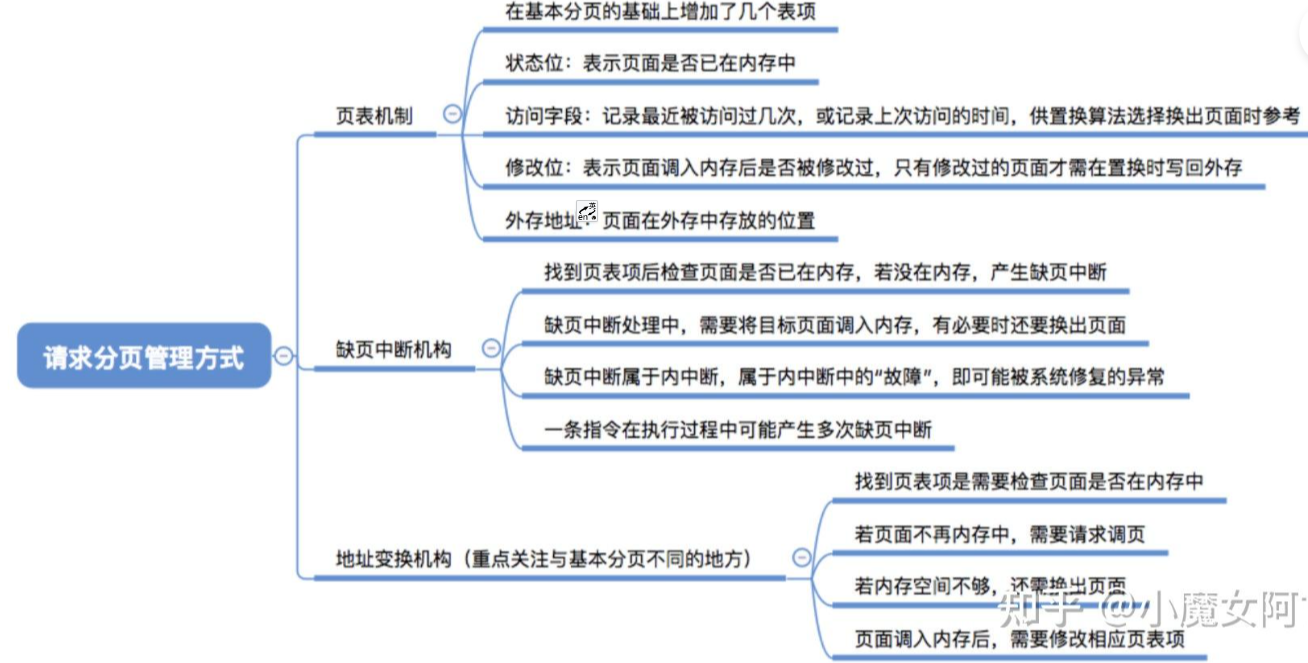 在基本分页的基础上增加了几个表项
状态位：表示页面是否已在内存中
页表机制
访问字段：记录最近被访问过几次，或记录上次访问的时间，供置换算法选择换出页面时参考
修改位：表示页面调入内存后是否被修改过，只有修改过的页面才需在置换时写回外存
外存地址：页面在外存中存放的位置
找到页表项后检查页面是否已在内存，若没在内存，产生缺页中断
缺页中断处理中，需要将目标页面调入内存，有必要时还要换出页面
请求分页管理方式
缺页中断机构
缺页中断属于内中断，属于内中断中的“故障”，即可能被系统修复的异常
一条指令在执行过程中可能产生多次缺页中断
找到页表项是需要检查页面是否在内存中
若页面不再内存中，需要请求调页
地址变换机构（重点关注与基本分页不同的地方）
若内存空间不够，还需换出页面
页面调入内存后，需要修改相应页表项
知乎 @小魔女阿